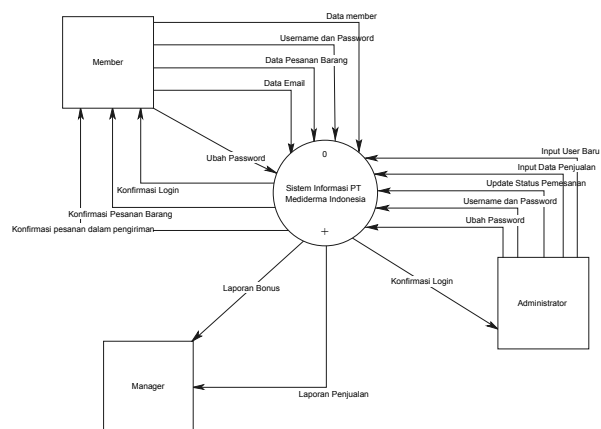 Data member
Username dan Password
Member
Data Pesanan Barang
Data Email
Input User Baru
0
Ubah Password
Input Data Penjualan
Konfirmasi Login
Sistem Informasi PT
Mediderma Indonesia
Update Status Pemesanan
Username dan Password
Konfirmasi Pesanan Barang
Ubah Password
Konfirmasi pesanan dalam pengiriman
+
Konfirmasi Login
Laporan Bonus
Administrator
Manager
Laporan Penjualan